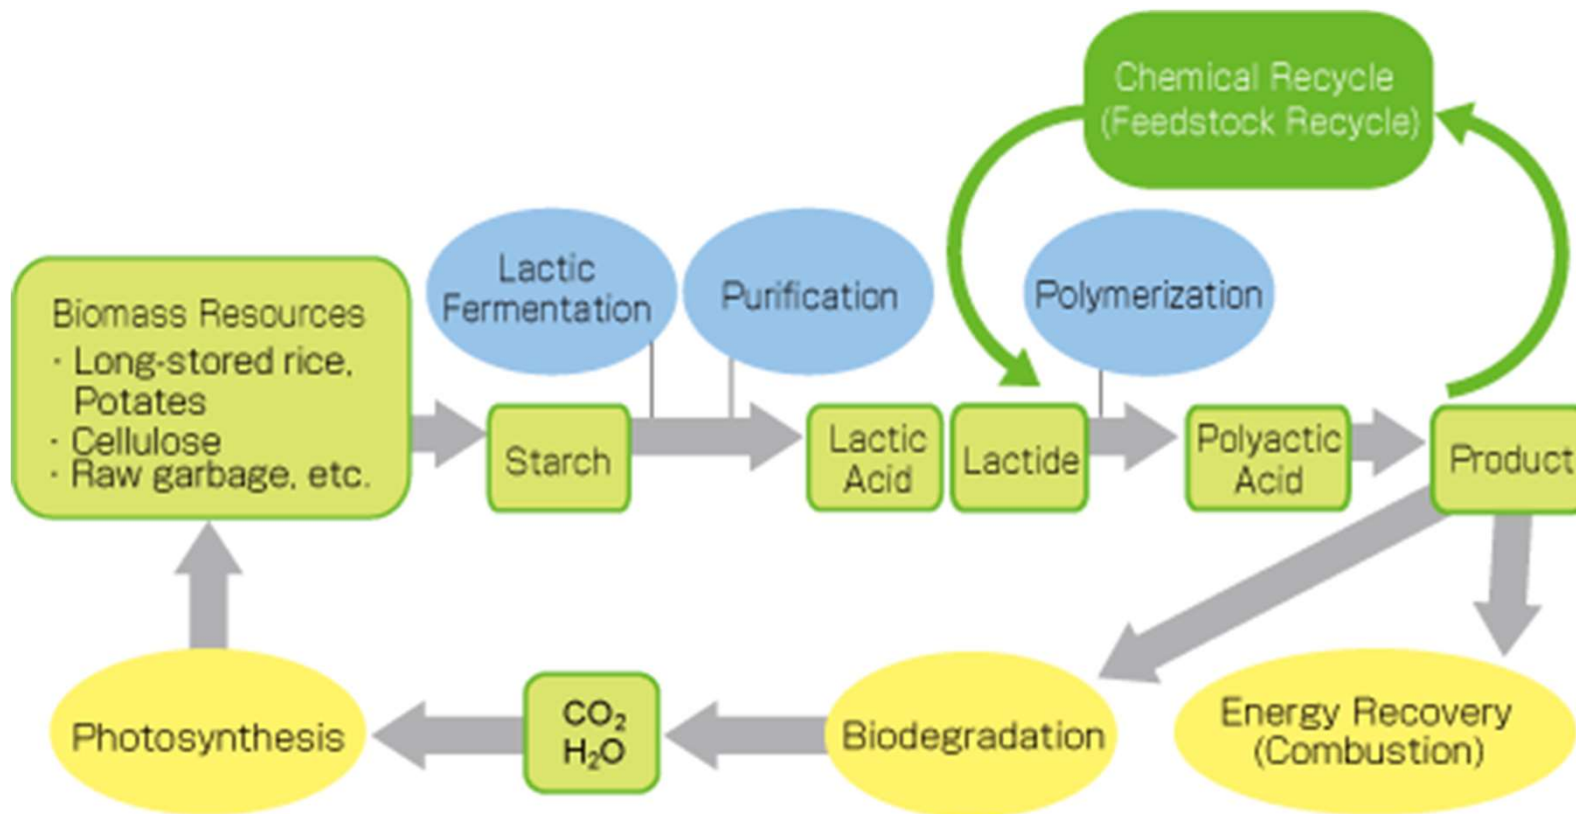 Chemical Recycle
(Feedstock Recycle)
Lactic
Fermentation
Purification
Polymerization
Biomass Resources
· Long-stored rice,
Potates
· Cellulose
· Raw garbage, etc.
Starch
Lactic
Acid
Lactide
Polyactic
Acid
Product
Photosynthesis
CO₂
H₂O
Biodegradation
Energy Recovery
(Combustion)